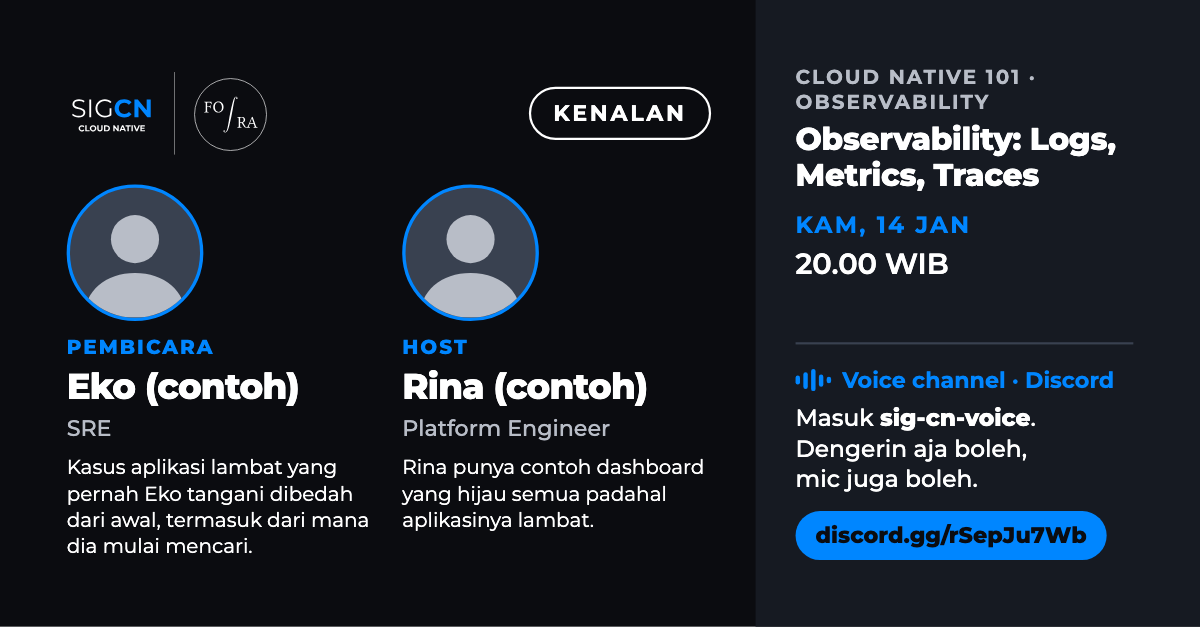 SIGCN
CLOUD NATIVE
FO
RA
KENALAN
PEMBICARA
Eko (contoh)
SRE
Kasus aplikasi lambat yang
pernah Eko tangani dibedah
dari awal, termasuk dari mana
dia mulai mencari.
HOST
Rina (contoh)
Platform Engineer
Rina punya contoh dashboard
yang hijau semua padahal
aplikasinya lambat.
CLOUD NATIVE 101 ·
OBSERVABILITY
Observability: Logs,
Metrics, Traces
KAM, 14 JAN
20.00 WIB
Voice channel · Discord
Masuk sig-cn-voice.
Dengerin aja boleh,
mic juga boleh.
discord.gg/rSepJu7Wb